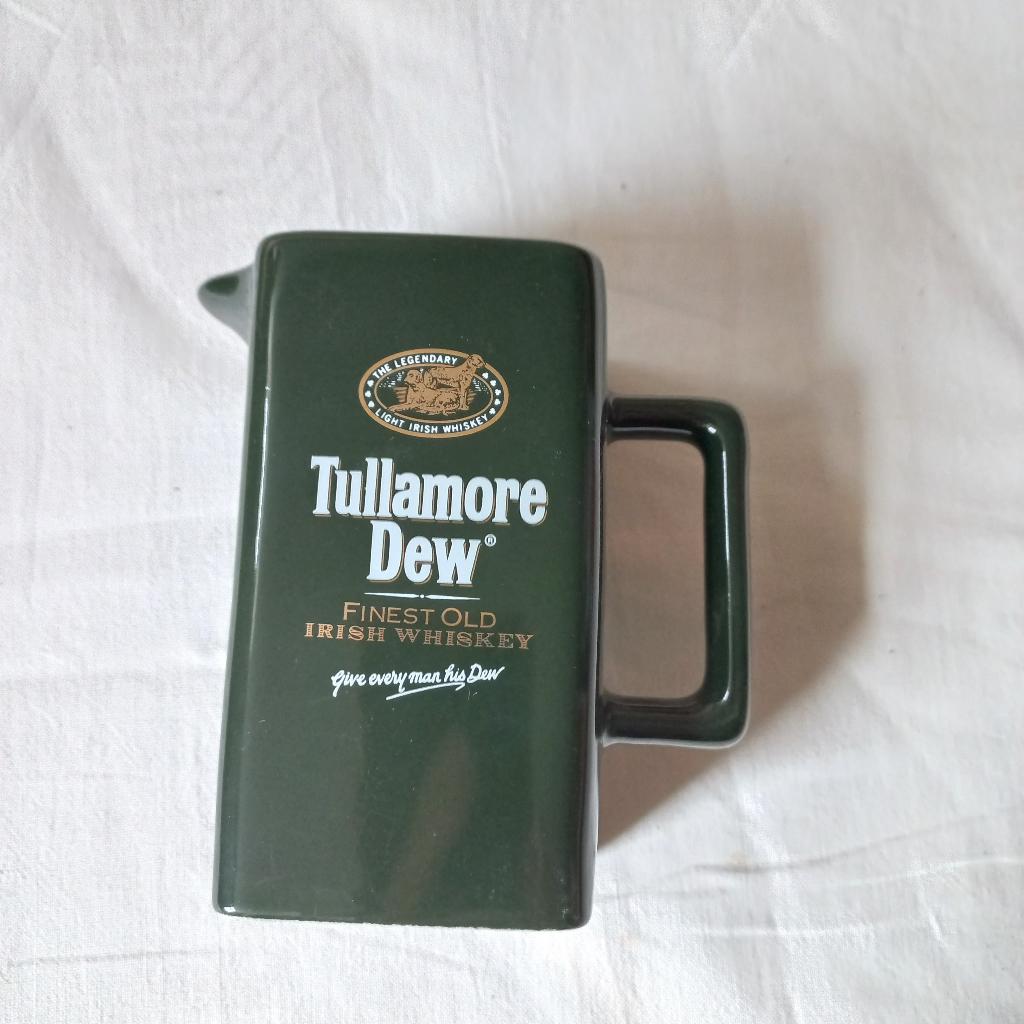 THE LEGENDARY
LIGHT IRISH WHISKEY
Tullamore
Dew®
FINEST OLD
IRISH WHISKEY
Give every man his Dew